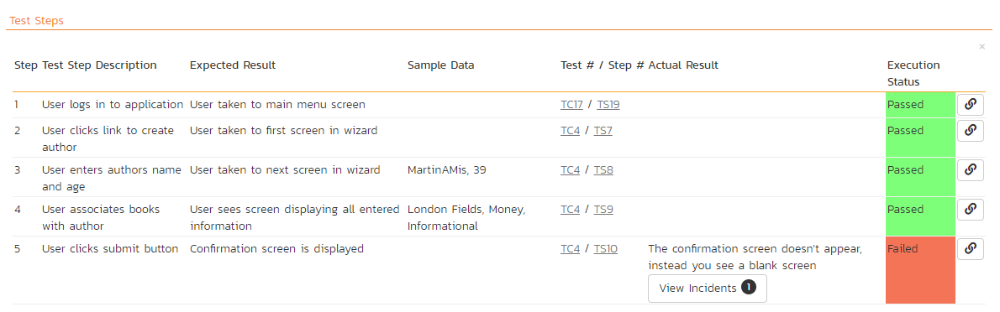 Test Steps
×
Step Test Step Description Expected Result Sample Data Test # / Step # Actual Result Execution
Status
1 User logs in to application User taken to main menu screen TC17 / TS19 Passed
2 User clicks link to create User taken to first screen in wizard TC4 / TS7 Passed
author
3 User enters authors name User taken to next screen in wizard MartinAMis, 39 TC4 / TS8 Passed
and age
4 User associates books User sees screen displaying all entered London Fields, Money, TC4 / TS9 Passed
with author information Informational
5 User clicks submit button Confirmation screen is displayed TC4 / TS10 The confirmation screen doesn't appear, Failed
instead you see a blank screen
View Incidents 1